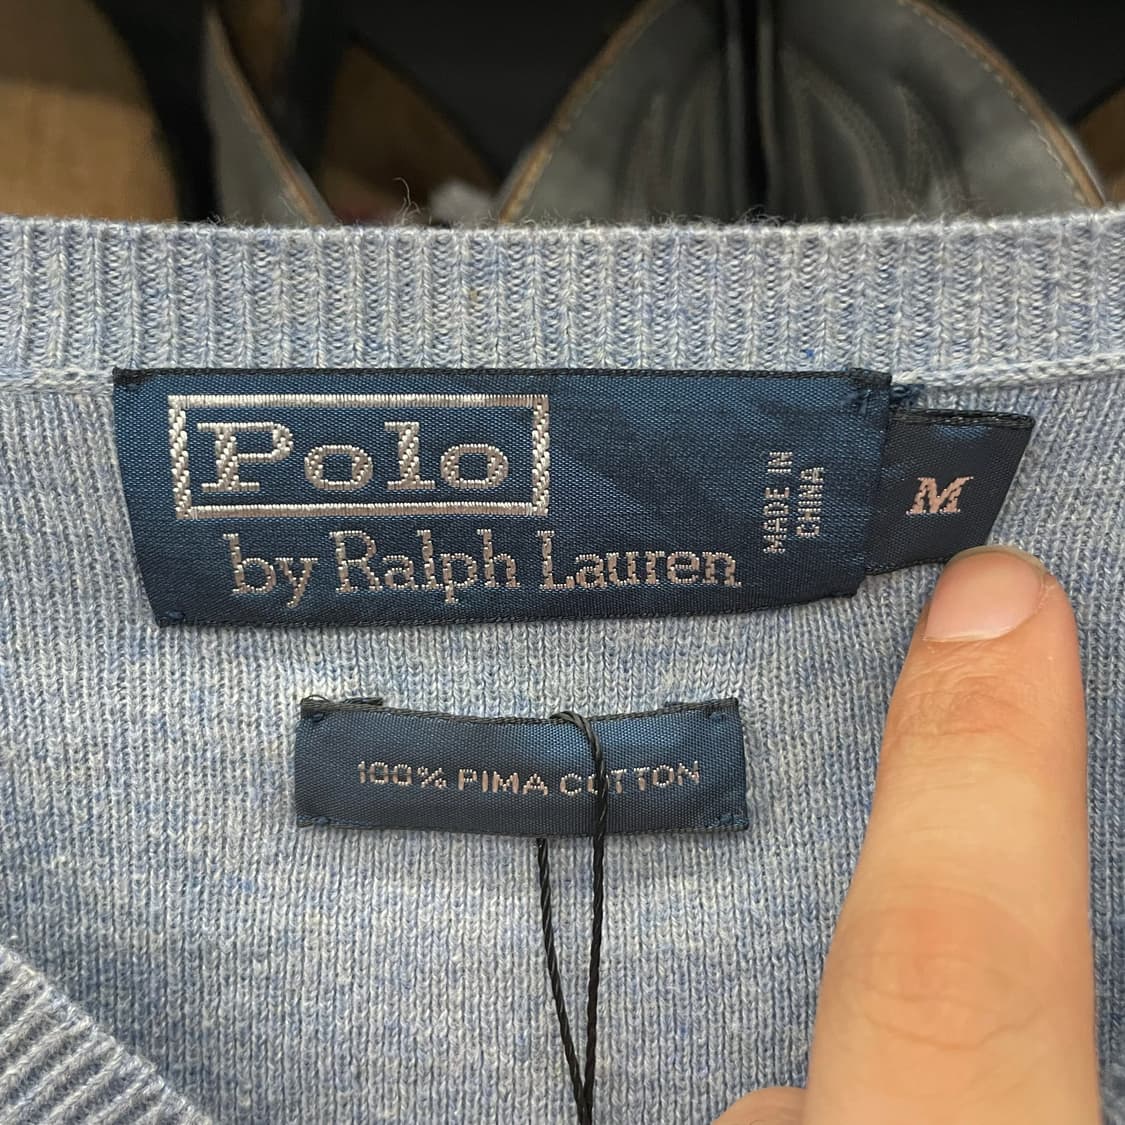 Polo
by Ralph Lauren
MADE IN
CHINA
M
100% PIMA COTTON